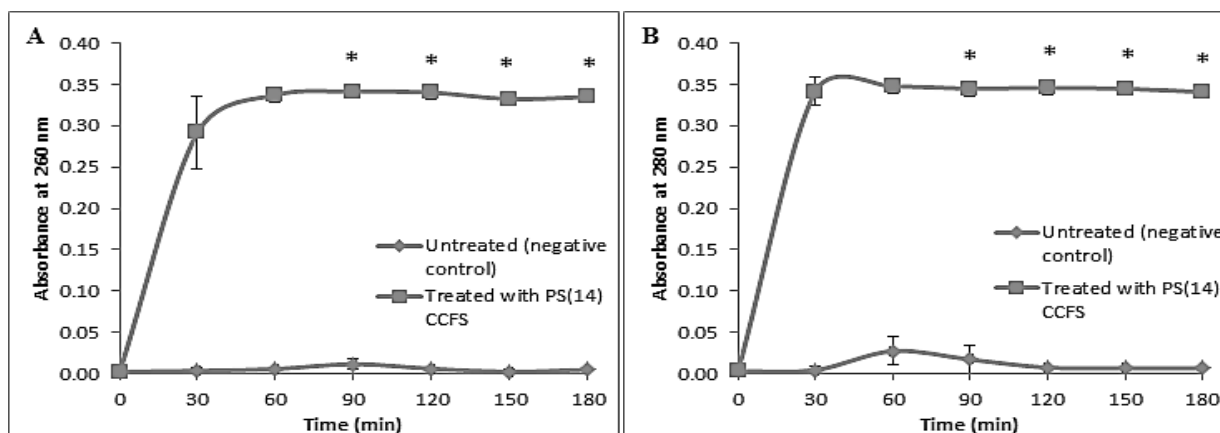 A
Absorbance at 260 nm
0.40
0.35
0.30
0.25
0.20
0.15
0.10
0.05
0.00
* * * *
Untreated (negative
control)
Treated with PS(14)
CCFS
0 30 60 90 120 150 180
Time (min)
B
Absorbance at 280 nm
0.40
0.35
0.30
0.25
0.20
0.15
0.10
0.05
0.00
* * * *
Untreated (negative
control)
Treated with PS(14)
CCFS
0 30 60 90 120 150 180
Time (min)